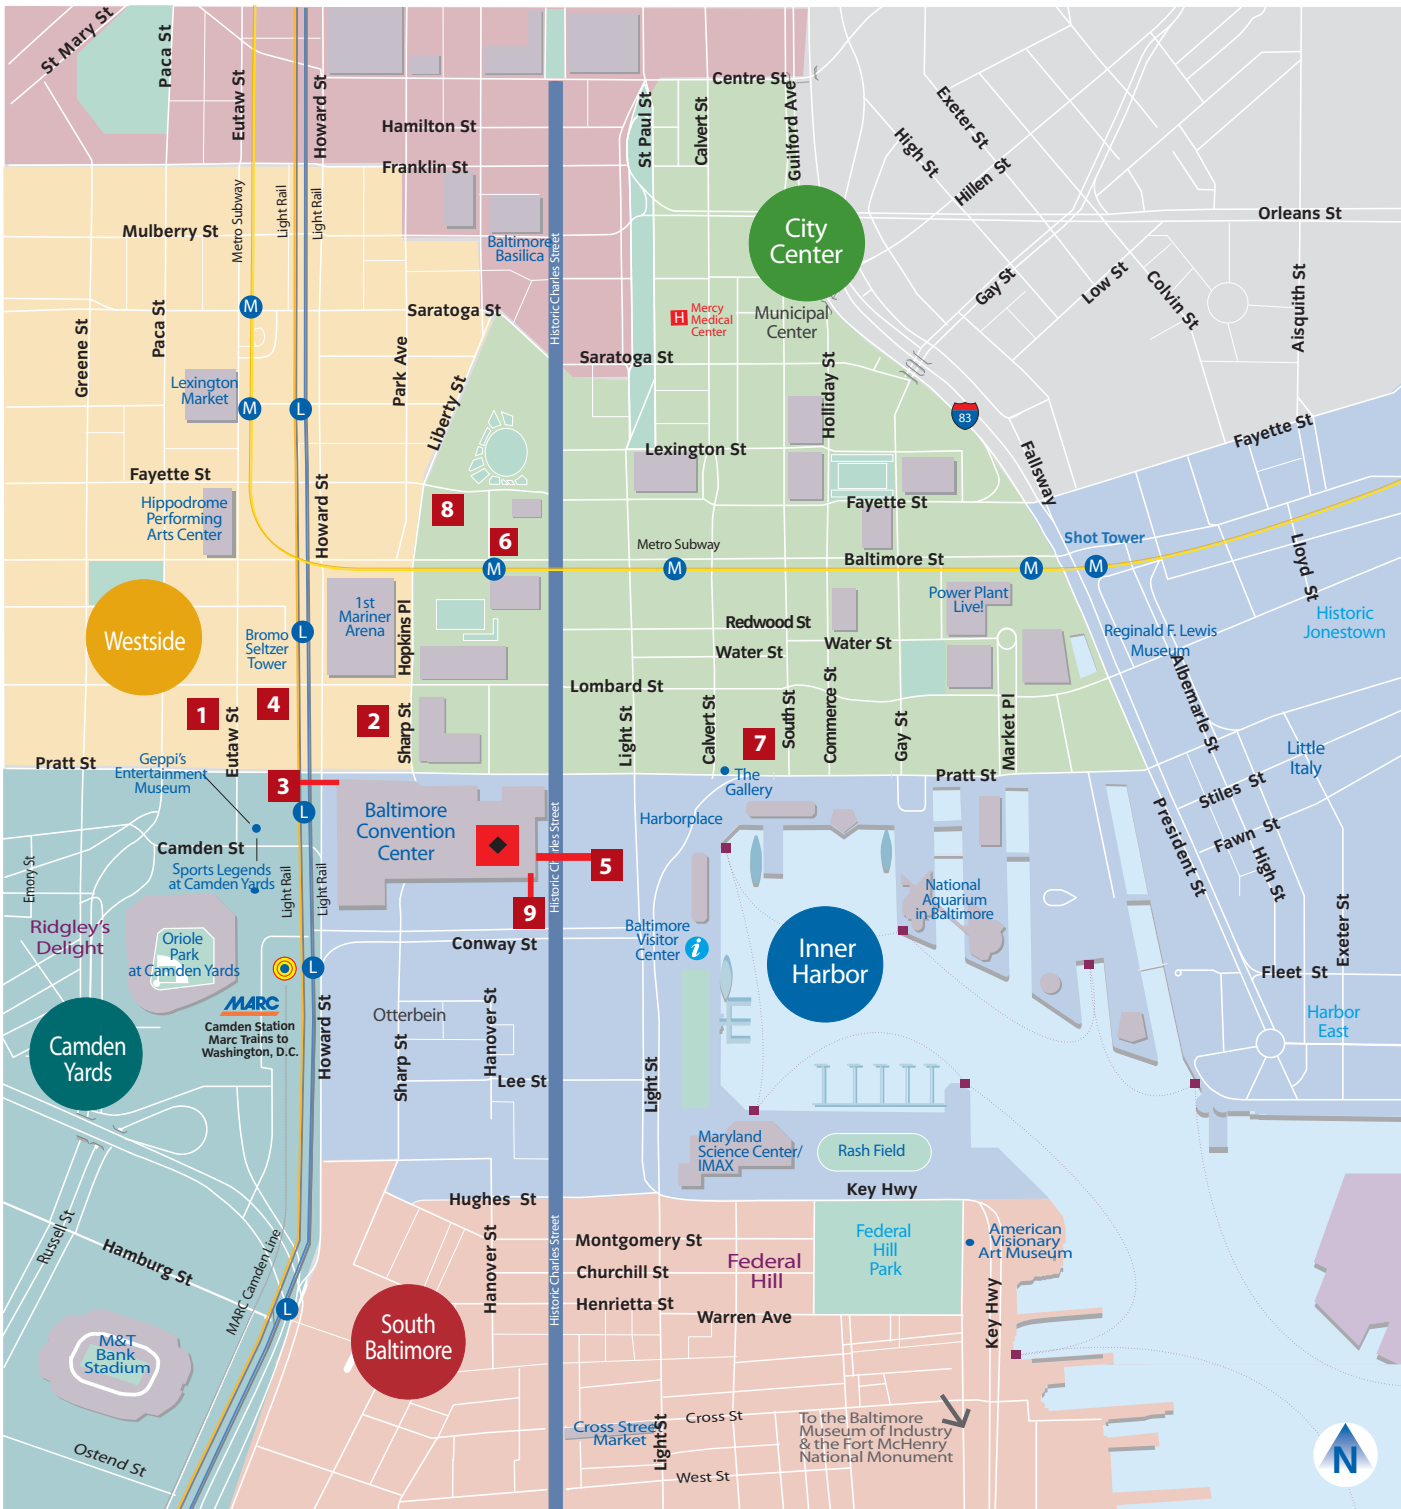 St Mary St
Paca St
Eutaw St
Howard St
Hamilton St
Franklin St
St Paul St
Calvert St
Centre St
Guilford Ave
Exeter St
High St
Hillen St
Orleans St
City
Center
Mulberry St
Metro Subway
Light Rail
Light Rail
Baltimore
Basilica
Historic Charles Street
Gay St
Low St
Colvin St
Aisquith St
M
Saratoga St
H
Mercy
Medical
Center
Municipal
Center
Greene St
Paca St
Park Ave
Saratoga St
Holliday St
Lexington
Market
M
L
Liberty St
83
Fallsway
Fayette St
Lexington St
Fayette St
Howard St
Hippodrome
Performing
Arts Center
8
6
Fayette St
Metro Subway
Baltimore St
Shot Tower
M
M
M
M
Lloyd St
Westside
1st
Mariner
Arena
Hopkins Pl
Bromo
Seltzer
Tower
L
Power Plant
Live!
Redwood St
Water St
Water St
Reginald F. Lewis
Museum
Historic
Jonestown
Albemarle St
Lombard St
1
4
2
Eutaw St
Sharp St
Light St
Calvert St
7
South St
Commerce St
Gay St
Market Pl
Little
Italy
Pratt St
Geppi's
Entertainment
Museum
3
L
The
Gallery
Pratt St
Stiles St
President St
Fawn St
High St
Baltimore
Convention
Center
Historic Charles Street
Harborplace
Camden St
Sports Legends
at Camden Yards
Emory St
Light Rail
Light Rail
5
9
National
Aquarium
in Baltimore
Exeter St
Ridgley's
Delight
Oriole
Park
at Camden Yards
L
Conway St
Baltimore
Visitor
Center
i
Inner
Harbor
Fleet St
MARC
Camden Station
Marc Trains to
Washington, D.C.
Howard St
Otterbein
Hanover St
Sharp St
Lee St
Light St
Harbor
East
Camden
Yards
Maryland
Science Center/
IMAX
Rash Field
Key Hwy
Hughes St
Russell St
Hamburg St
MARC Camden Line
Hanover St
Historic Charles Street
Montgomery St
Churchill St
Henrietta St
Federal
Hill
Warren Ave
Federal
Hill
Park
American
Visionary
Art Museum
Key Hwy
L
South
Baltimore
M&T
Bank
Stadium
Ostend St
Cross Street
Market
Light St
Cross St
West St
To the Baltimore
Museum of Industry
& the Fort McHenry
National Monument
N